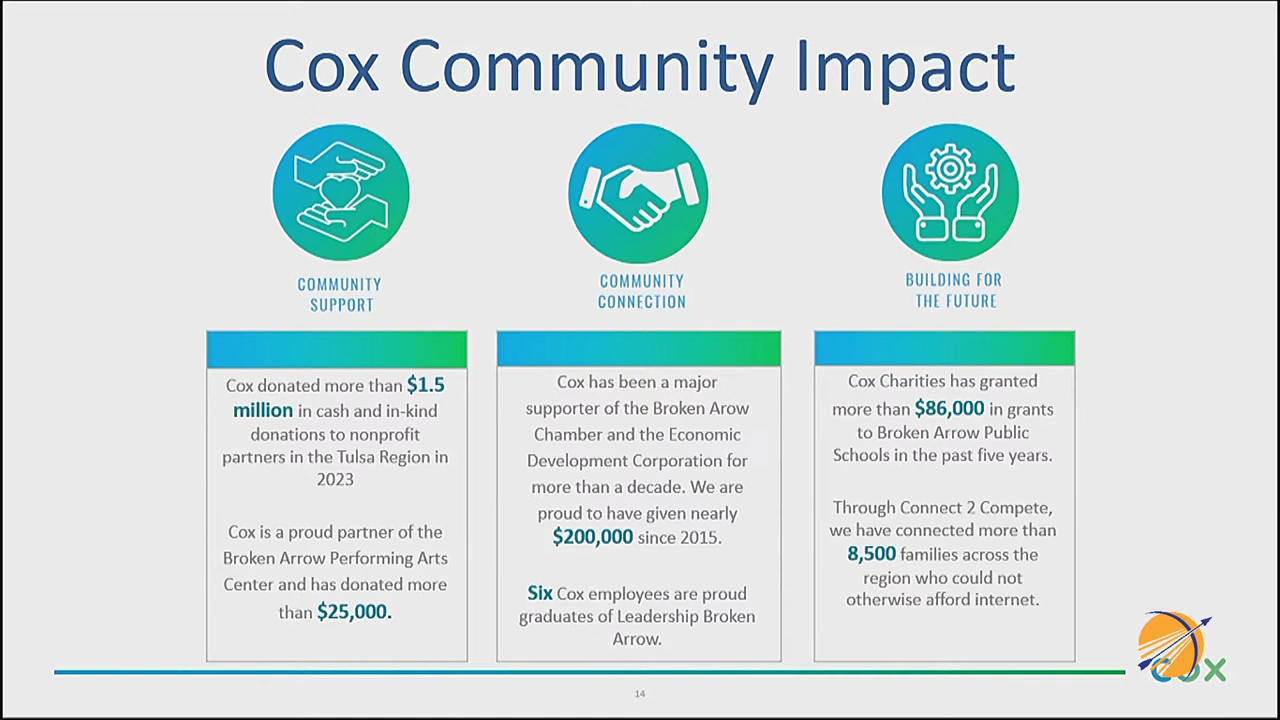 Cox Community Impact
COMMUNITY
SUPPORT
COMMUNITY
CONNECTION
BUILDING FOR
THE FUTURE
Cox donated more than $1.5
million in cash and in-kind
donations to nonprofit
partners in the Tulsa Region in
2023
Cox is a proud partner of the
Broken Arrow Performing Arts
Center and has donated more
than $25,000.
Cox has been a major
supporter of the Broken Arow
Chamber and the Economic
Development Corporation for
more than a decade. We are
proud to have given nearly
$200,000 since 2015.
Six Cox employees are proud
graduates of Leadership Broken
Arrow.
Cox Charities has granted
more than $86,000 in grants
to Broken Arrow Public
Schools in the past five years.
Through Connect 2 Compete,
we have connected more than
8,500 families across the
region who could not
otherwise afford internet.
COX
14